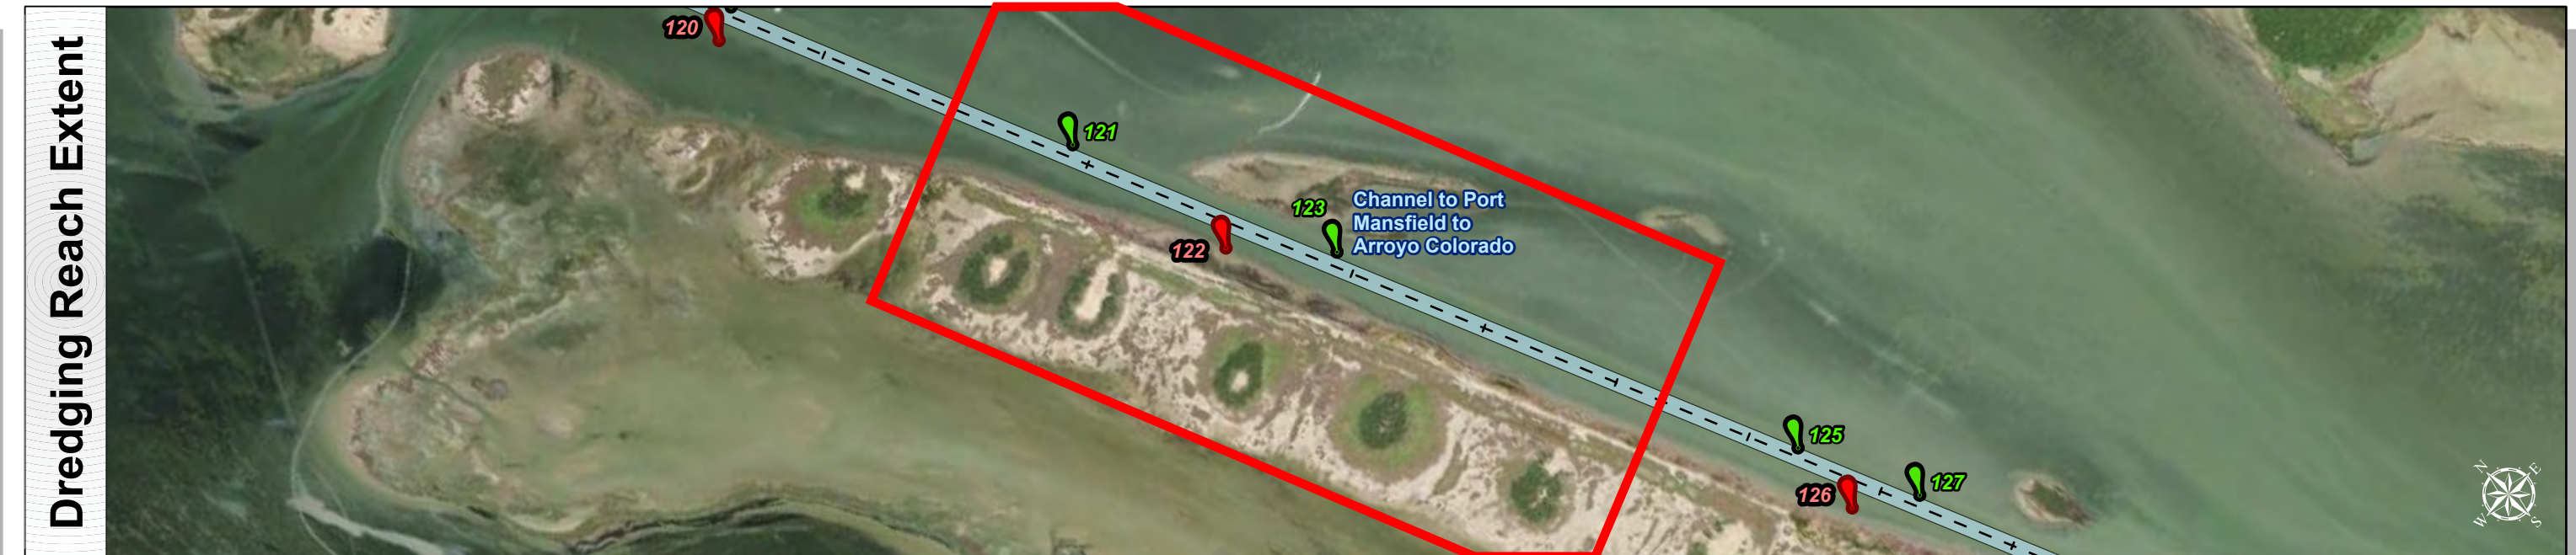 Dredging Reach Extent
120
121
123
Channel to Port
Mansfield to
Arroyo Colorado
122
125
127
126
N
E
W
S